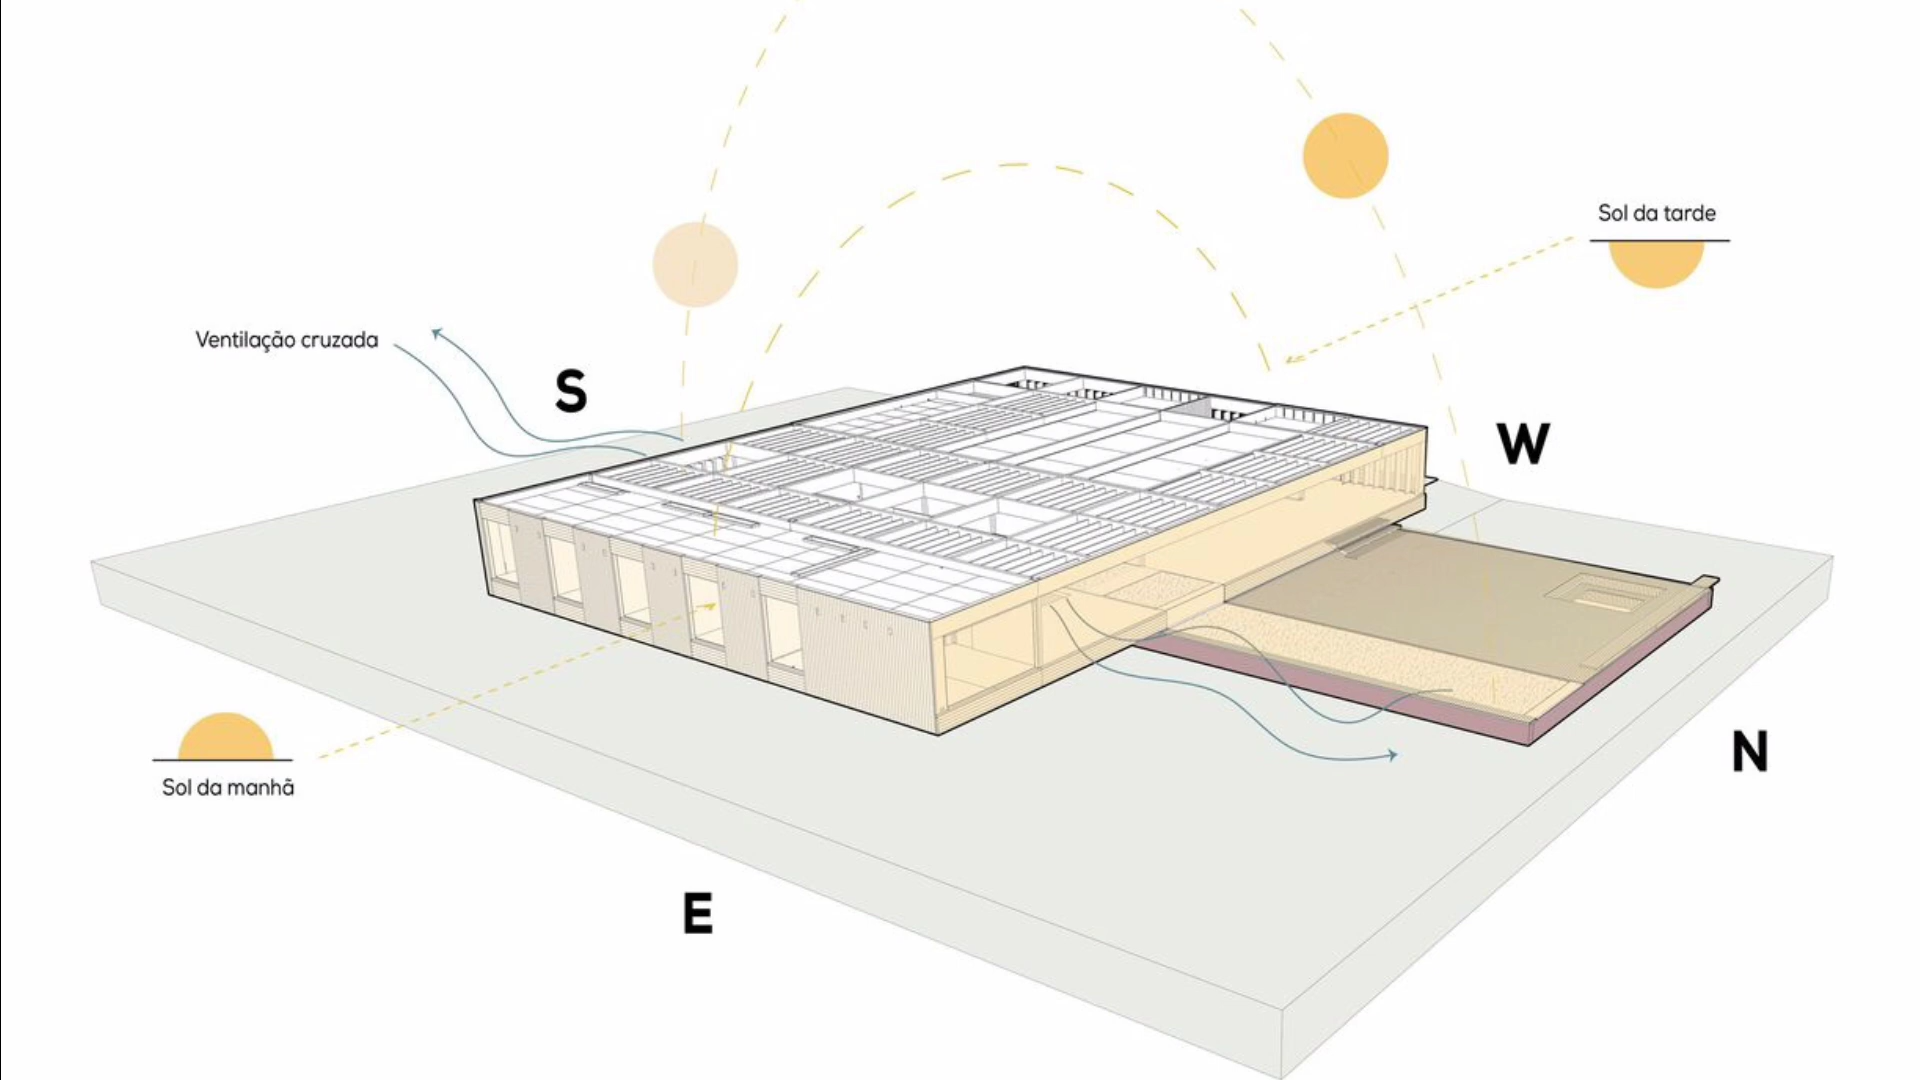 Sol da tarde
Ventilação cruzada
S
W
N
Sol da manhã
E